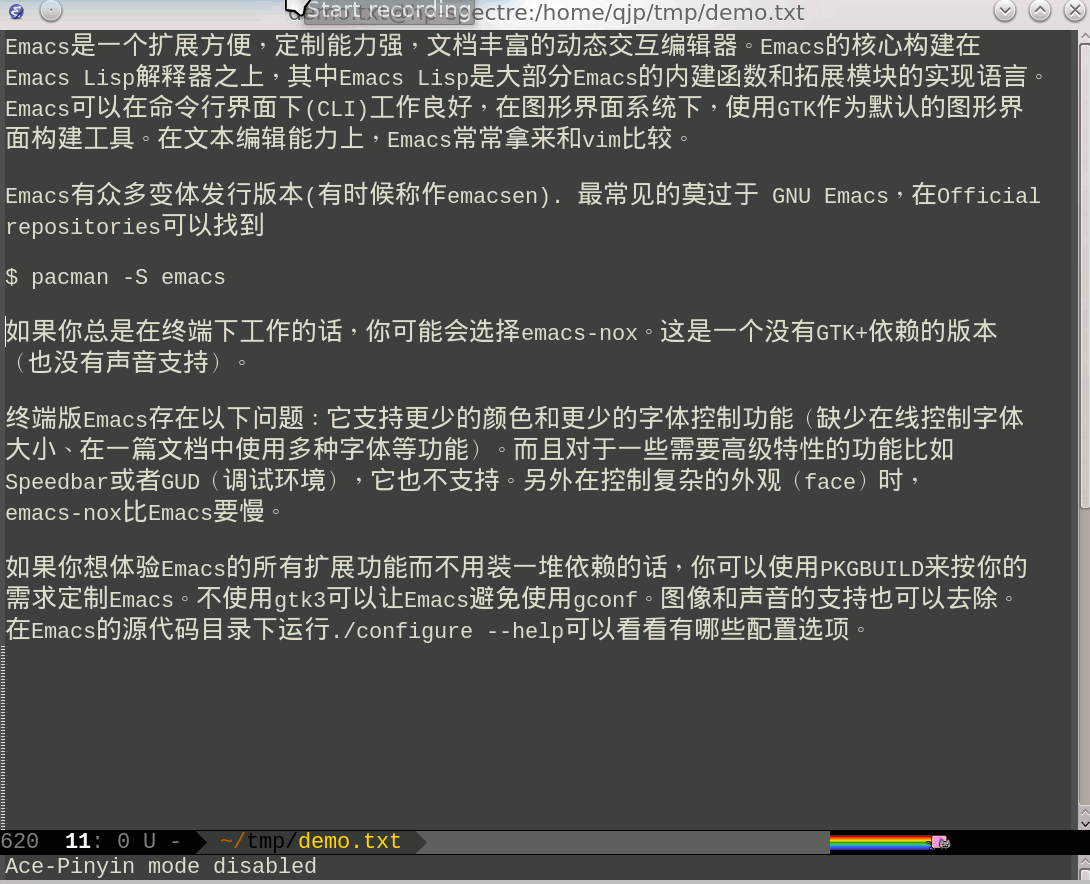 Start recording
spectre:/home/qjp/tmp/demo.txt
Emacs是一个扩展方便，定制能力强，文档丰富的动态交互编辑器。Emacs的核心构建在
Emacs Lisp解释器之上，其中Emacs Lisp是大部分Emacs的内建函数和拓展模块的实现语言。
Emacs可以在命令行界面下(CLI)工作良好，在图形界面系统下，使用GTK作为默认的图形界
面构建工具。在文本编辑能力上，Emacs常常拿来和vim比较。
Emacs有众多变体发行版本(有时候称作emacsen). 最常见的莫过于 GNU Emacs，在Official
repositories可以找到
$ pacman -S emacs
如果你总是在终端下工作的话，你可能会选择emacs-nox。这是一个没有GTK+依赖的版本
（也没有声音支持）。
终端版Emacs存在以下问题：它支持更少的颜色和更少的字体控制功能（缺少在线控制字体
大小、在一篇文档中使用多种字体等功能）。而且对于一些需要高级特性的功能比如
Speedbar或者GUD（调试环境），它也不支持。另外在控制复杂的外观（face）时，
emacs-nox比Emacs要慢。
如果你想体验Emacs的所有扩展功能而不用装一堆依赖的话，你可以使用PKGBUILD来按你的
需求定制Emacs。不使用gtk3可以让Emacs避免使用gconf。图像和声音的支持也可以去除。
在Emacs的源代码目录下运行./configure --help可以看看有哪些配置选项。
620 11: 0 U - ~/tmp/demo.txt
Ace-Pinyin mode disabled